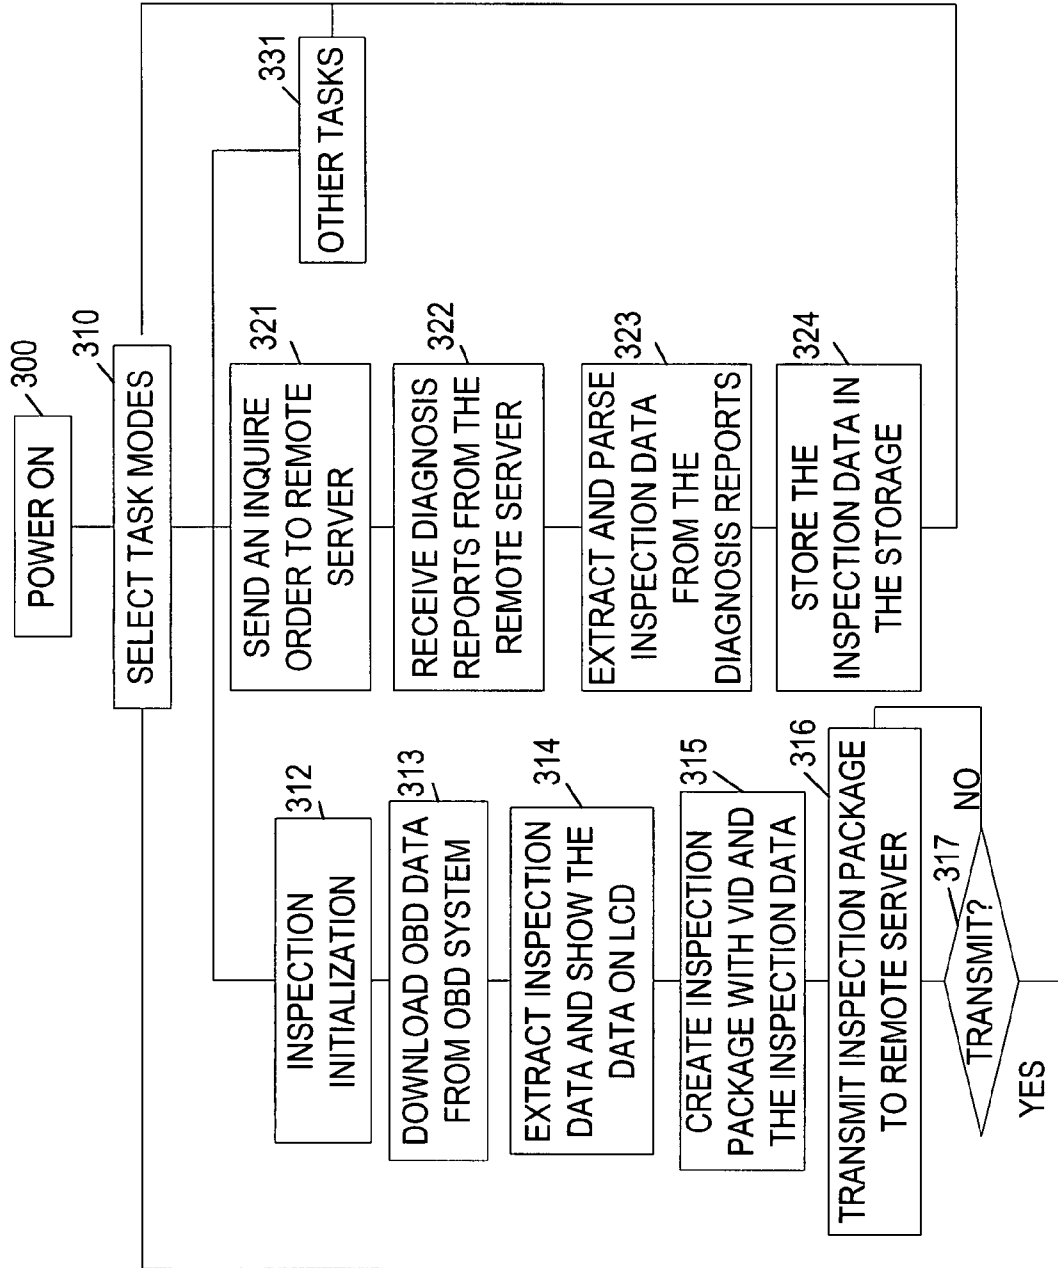 300
POWER ON
310
SELECT TASK MODES
312
INSPECTION
INITIALIZATION
313
DOWNLOAD OBD DATA
FROM OBD SYSTEM
314
EXTRACT INSPECTION
DATA AND SHOW THE
DATA ON LCD
315
CREATE INSPECTION
PACKAGE WITH VID AND
THE INSPECTION DATA
316
TRANSMIT INSPECTION PACKAGE
TO REMOTE SERVER
317
TRANSMIT?
NO
YES
321
SEND AN INQUIRE
ORDER TO REMOTE
SERVER
322
RECEIVE DIAGNOSIS
REPORTS FROM THE
REMOTE SERVER
323
EXTRACT AND PARSE
INSPECTION DATA
FROM THE
DIAGNOSIS REPORTS
324
STORE THE
INSPECTION DATA IN
THE STORAGE
331
OTHER TASKS